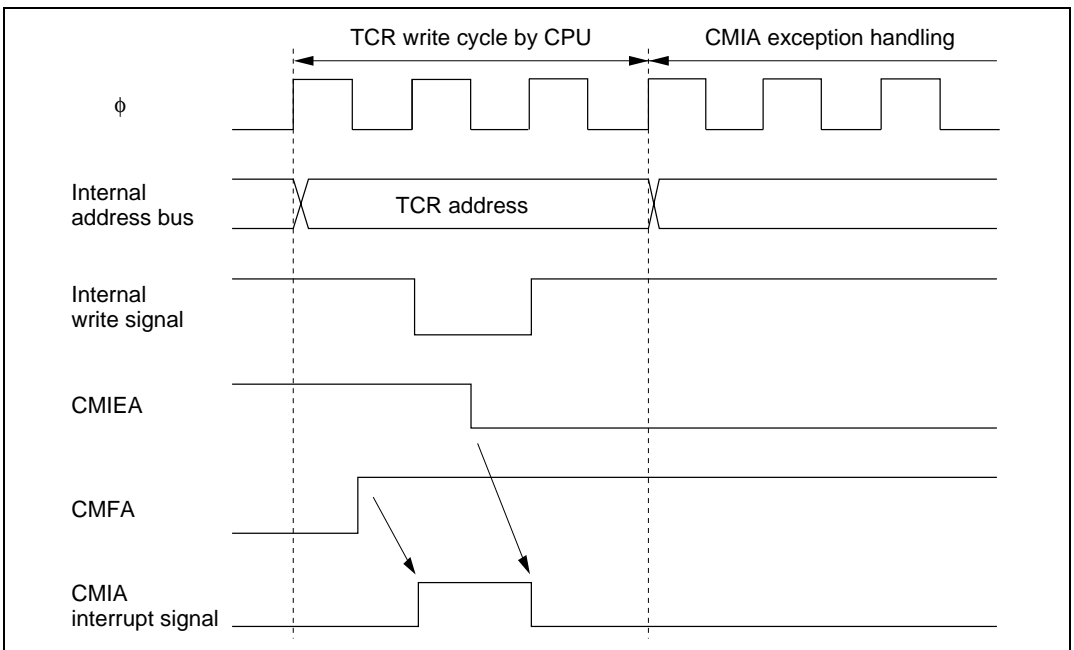 TCR write cycle by CPU
CMIA exception handling
φ
Internal
address bus
TCR address
Internal
write signal
CMIEA
CMFA
CMIA
interrupt signal